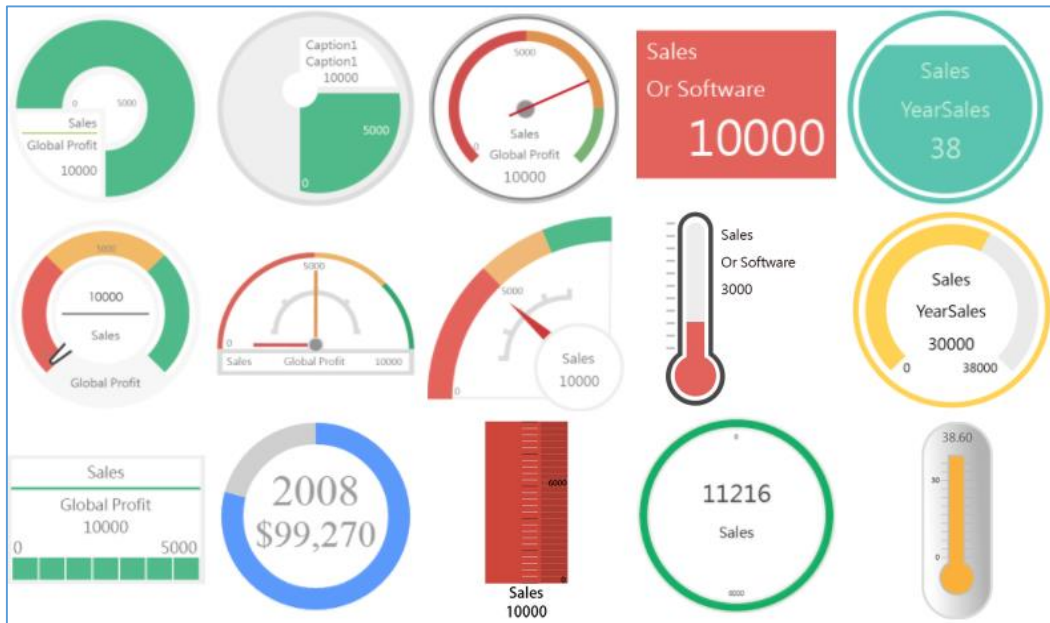 0 5000
Sales
Global Profit
10000
Caption1
Caption1
10000
5000
0
5000
0
Sales
Global Profit
10000
Sales
Or Software
10000
Sales
YearSales
38
5000
10000
Sales
Global Profit
5000
0
Sales Global Profit 10000
5000
0
Sales
10000
Sales
Or Software
3000
Sales
YearSales
30000
0 38000
Sales
Global Profit
10000
0 5000
2008
$99,270
6000
0
Sales
10000
0
11216
Sales
8000
38.60
30
0